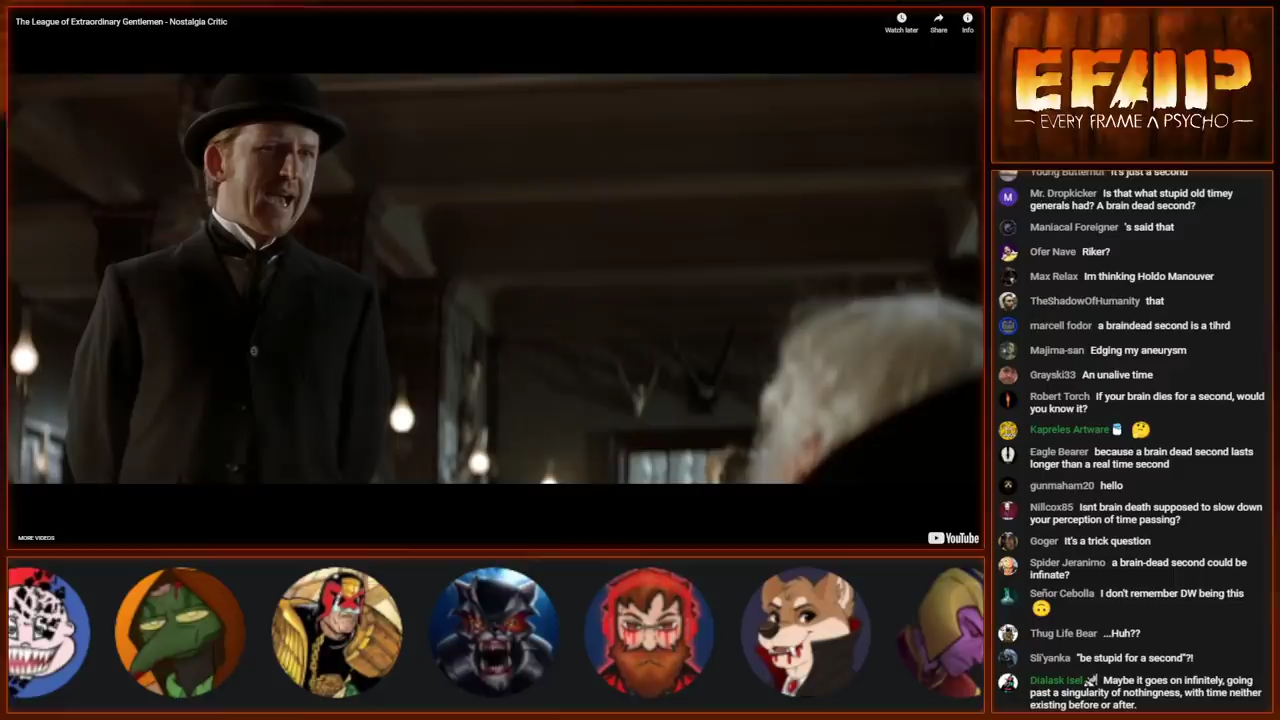 The League of Extraordinary Gentlemen - Nostalgia Critic
Watch later
Share
Info
MORE VIDEOS
YouTube
EFAP
EVERY FRAME A PSYCHO
Young Butternut It's just a second
Mr. Dropkicker Is that what stupid old timey
generals had? A brain dead second?
Maniacal Foreigner 's said that
Ofer Nave Riker?
Max Relax Im thinking Holdo Manouver
TheShadowOfHumanity that
marcell fodor a braindead second is a tihrd
Majima-san Edging my aneurysm
Grayski33 An unalive time
Robert Torch If your brain dies for a second, would
you know it?
Kapreles Artware
Eagle Bearer because a brain dead second lasts
longer than a real time second
gunmaham20 hello
Nillcox85 Isnt brain death supposed to slow down
your perception of time passing?
Goger It's a trick question
Spider Jeranimo a brain-dead second could be
infinate?
Señor Cebolla I don't remember DW being this
Thug Life Bear ...Huh??
Sli'yanka "be stupid for a second"?!
Dialask Isel Maybe it goes on infinitely, going
past a singularity of nothingness, with time neither
existing before or after.